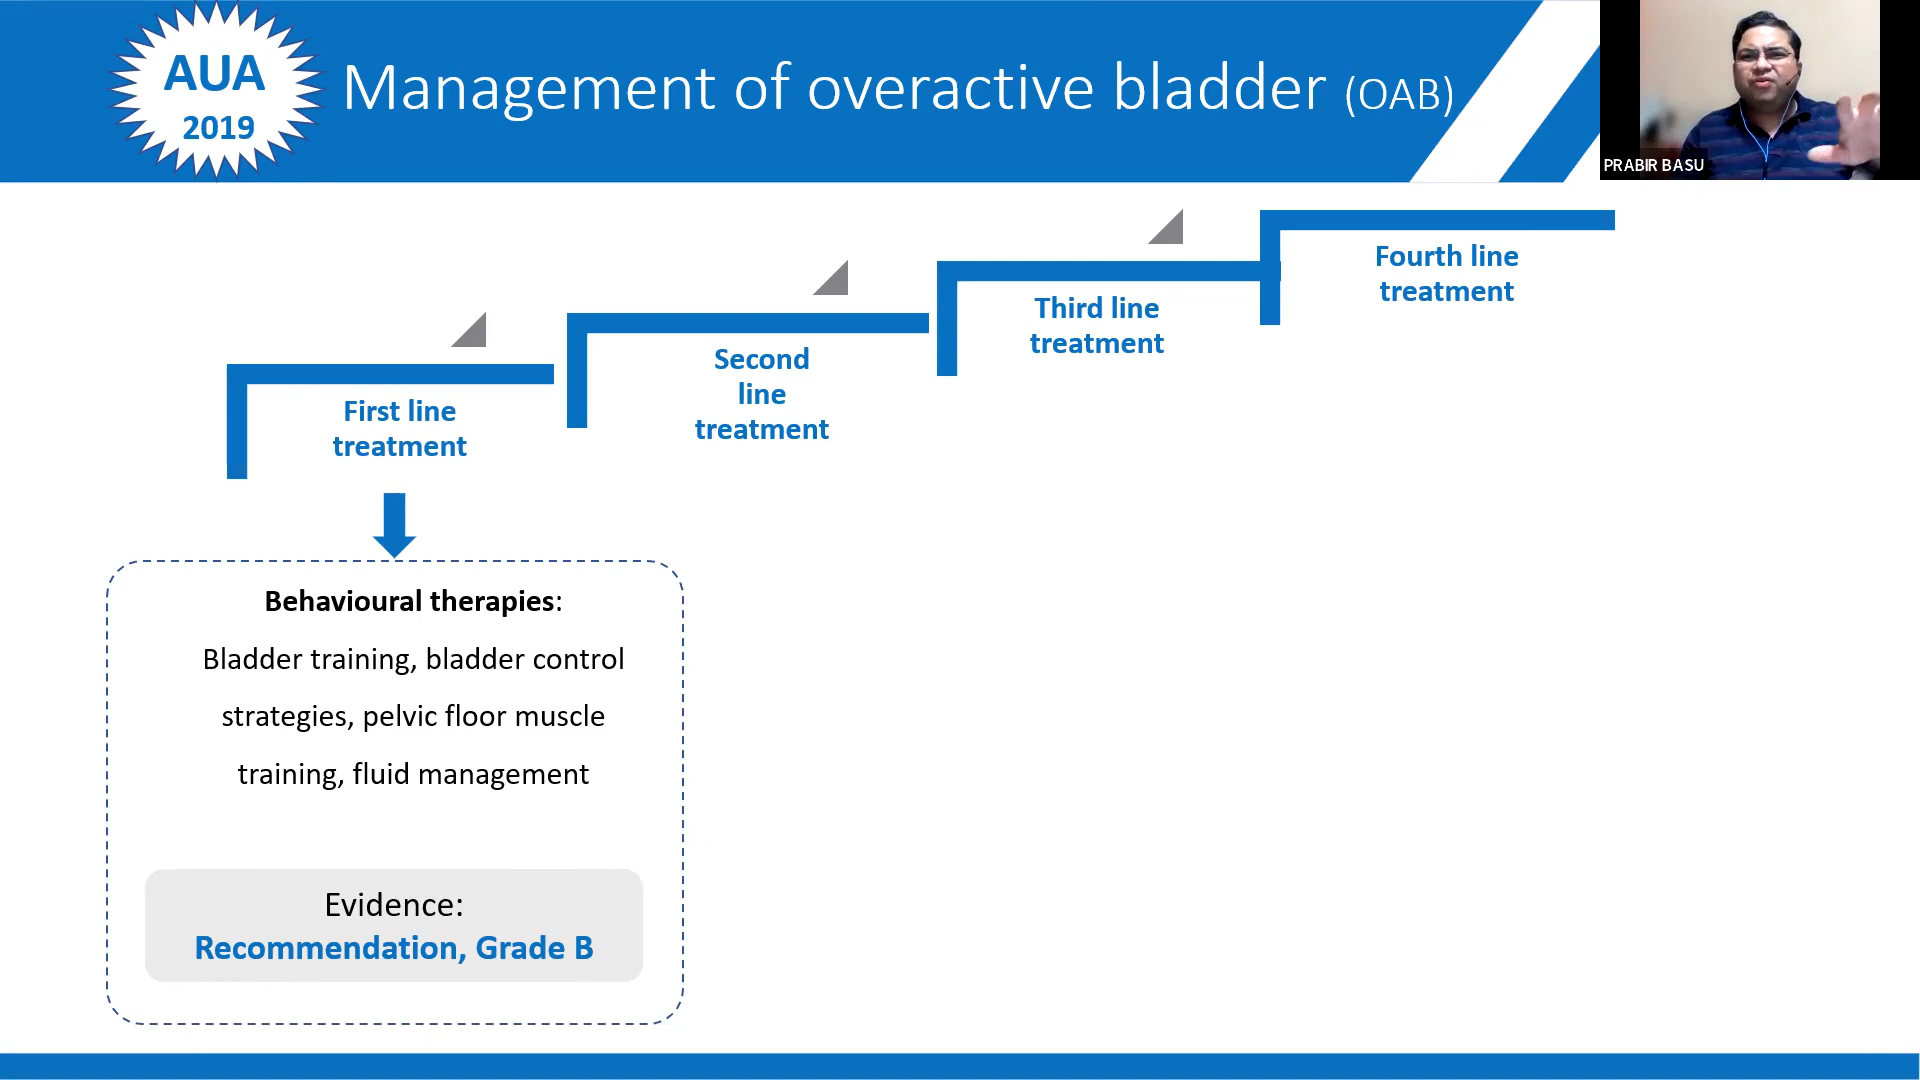 AUA
2019
Management of overactive bladder (OAB)
PRABIR BASU
First line
treatment
Second
line
treatment
Third line
treatment
Fourth line
treatment
Behavioural therapies:
Bladder training, bladder control
strategies, pelvic floor muscle
training, fluid management
Evidence:
Recommendation, Grade B